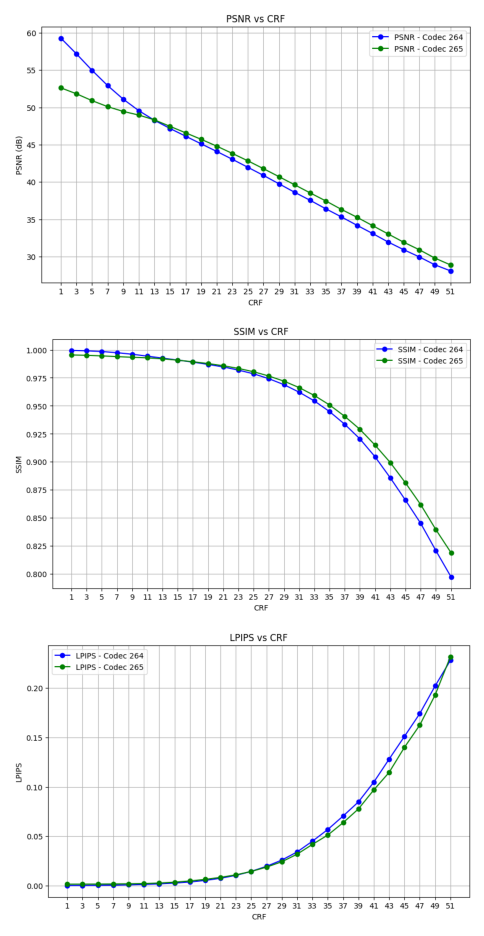 PSNR vs CRF
PSNR - Codec 264
PSNR - Codec 265
60
55
50
45
40
35
30
PSNR (dB)
1 3 5 7 9 11 13 15 17 19 21 23 25 27 29 31 33 35 37 39 41 43 45 47 49 51
CRF
SSIM vs CRF
SSIM - Codec 264
SSIM - Codec 265
1.000
0.975
0.950
0.925
0.900
0.875
0.850
0.825
0.800
SSIM
1 3 5 7 9 11 13 15 17 19 21 23 25 27 29 31 33 35 37 39 41 43 45 47 49 51
CRF
LPIPS vs CRF
LPIPS - Codec 264
LPIPS - Codec 265
0.20
0.15
0.10
0.05
0.00
LPIPS
1 3 5 7 9 11 13 15 17 19 21 23 25 27 29 31 33 35 37 39 41 43 45 47 49 51
CRF